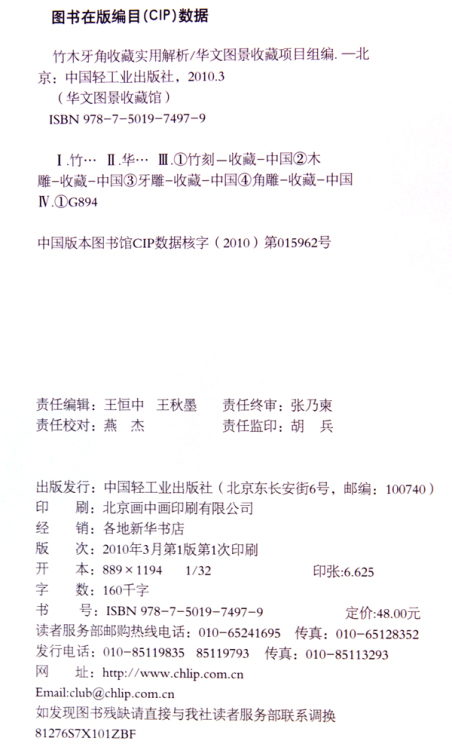 图书在版编目(CIP)数据
竹木牙角收藏实用解析/华文图景收藏项目组编. —北
京：中国轻工业出版社，2010.3
（华文图景收藏馆）
ISBN 978-7-5019-7497-9
Ⅰ.竹… Ⅱ.华… Ⅲ.①竹刻—收藏-中国②木
雕-收藏-中国③牙雕-收藏-中国④角雕-收藏-中国
Ⅳ.①G894
中国版本图书馆CIP数据核字（2010）第015962号
责任编辑：王恒中 王秋墨 责任终审：张乃柬
责任校对：燕 杰 责任监印：胡 兵
出版发行：中国轻工业出版社（北京东长安街6号，邮编：100740）
印 刷：北京画中画印刷有限公司
经 销：各地新华书店
版 次：2010年3月第1版第1次印刷
开 本：889×1194 1/32 印张:6.625
字 数：160千字
书 号：ISBN 978-7-5019-7497-9 定价:48.00元
读者服务部邮购热线电话：010-65241695 传真：010-65128352
发行电话：010-85119835 85119793 传真：010-85113293
网 址：http://www.chlip.com.cn
Email:club@chlip.com.cn
如发现图书残缺请直接与我社读者服务部联系调换
81276S7X101ZBF